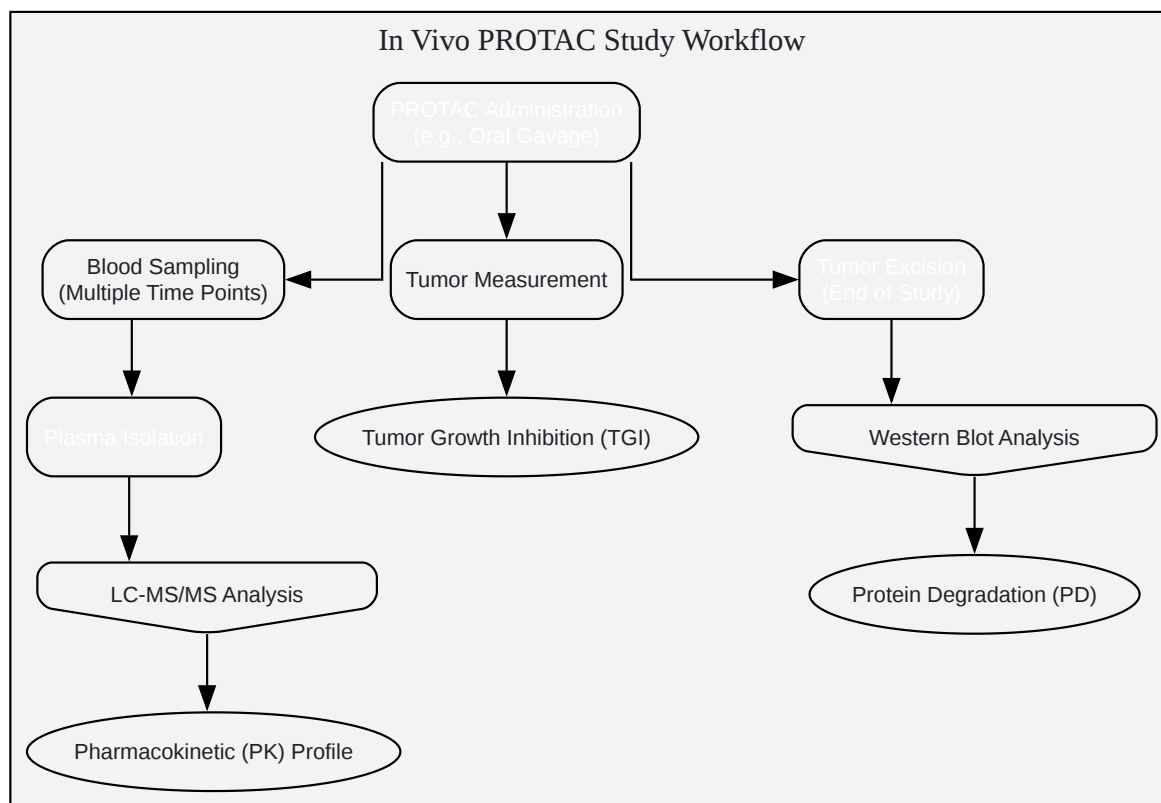 In Vivo PROTAC Study Workflow
PROTAC Administration
(e.g., Oral Gavage)
Blood Sampling
(Multiple Time Points)
Tumor Measurement
Tumor Excision
(End of Study)
Plasma Isolation
Tumor Growth Inhibition (TGI)
Western Blot Analysis
LC-MS/MS Analysis
Protein Degradation (PD)
Pharmacokinetic (PK) Profile